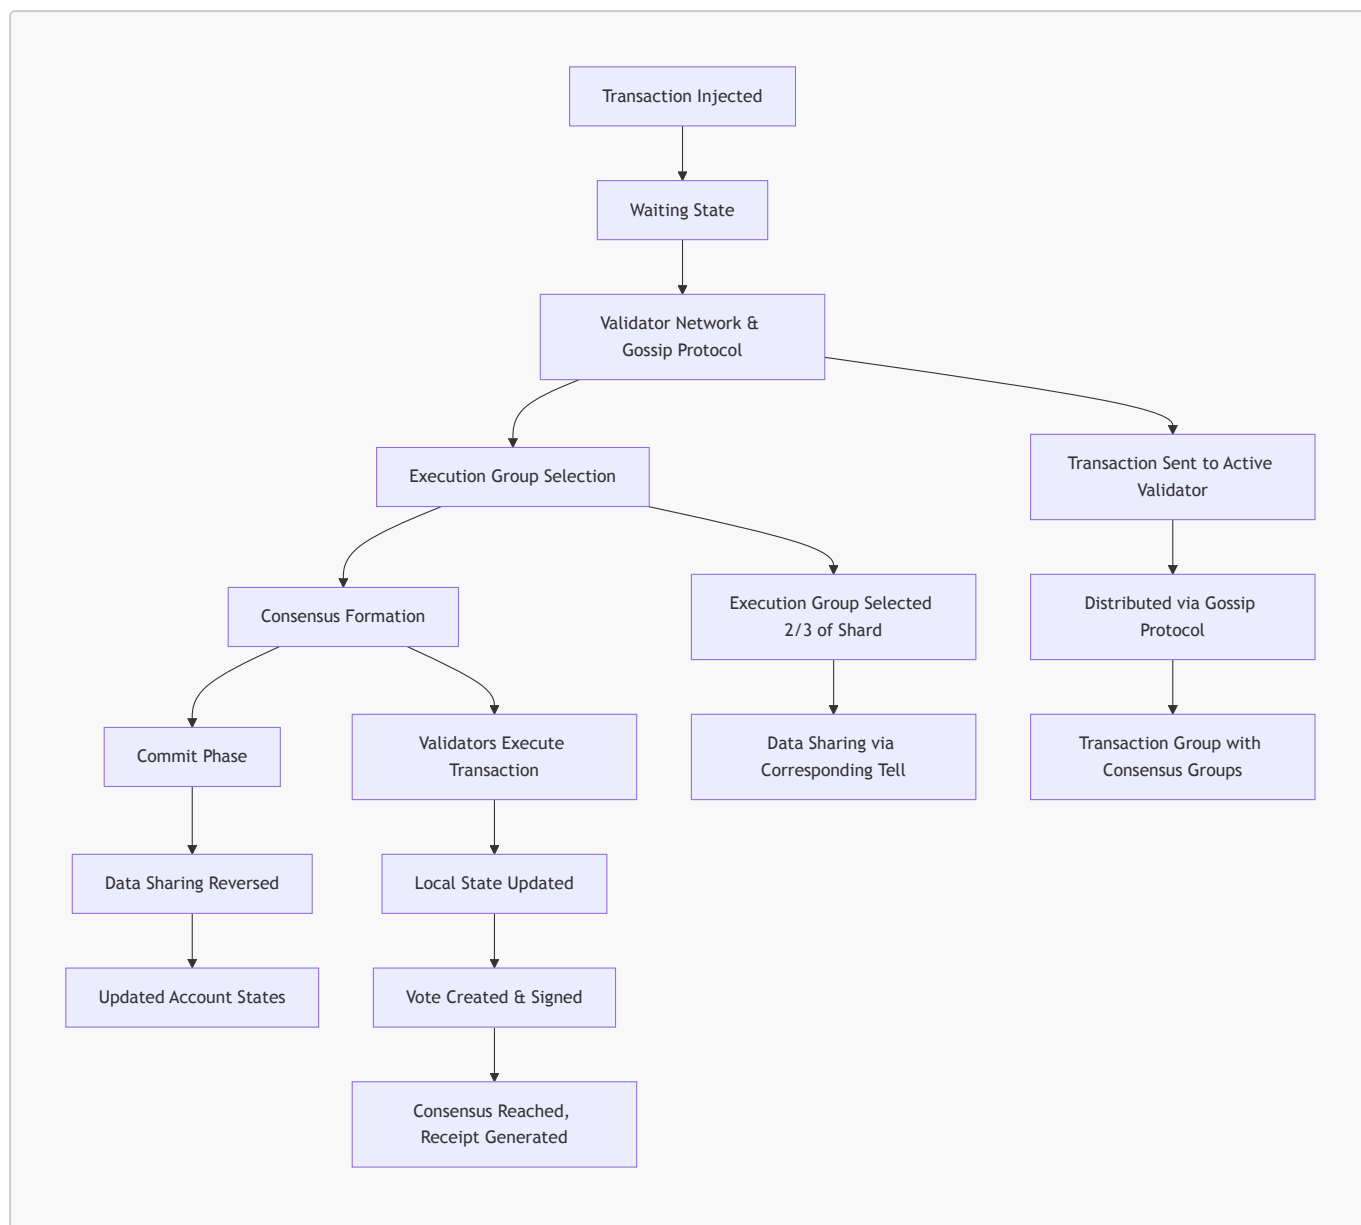 Transaction Injected
Waiting State
Validator Network &
Gossip Protocol
Execution Group Selection
Transaction Sent to Active
Validator
Consensus Formation
Execution Group Selected
2/3 of Shard
Distributed via Gossip
Protocol
Commit Phase
Validators Execute
Transaction
Data Sharing via
Corresponding Tell
Transaction Group with
Consensus Groups
Data Sharing Reversed
Local State Updated
Updated Account States
Vote Created & Signed
Consensus Reached,
Receipt Generated